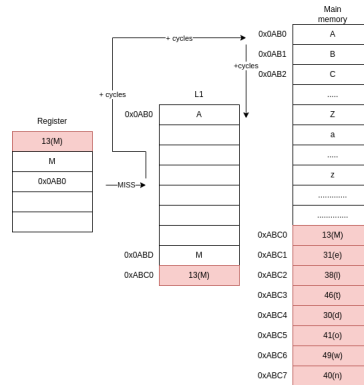 Main
memory
0x0AB0 A
0x0AB1 B
0x0AB2 C
.....
Z
a
.....
z
.............
..............
0xABC0 13(M)
0xABC1 31(e)
0xABC2 38(l)
0xABC3 46(t)
0xABC4 30(d)
0xABC5 41(o)
0xABC6 49(w)
0xABC7 40(n)
+ cycles
+cycles
+ cycles
L1
0x0AB0 A
0x0ABD M
0xABC0 13(M)
MISS
Register
13(M)
M
0x0AB0